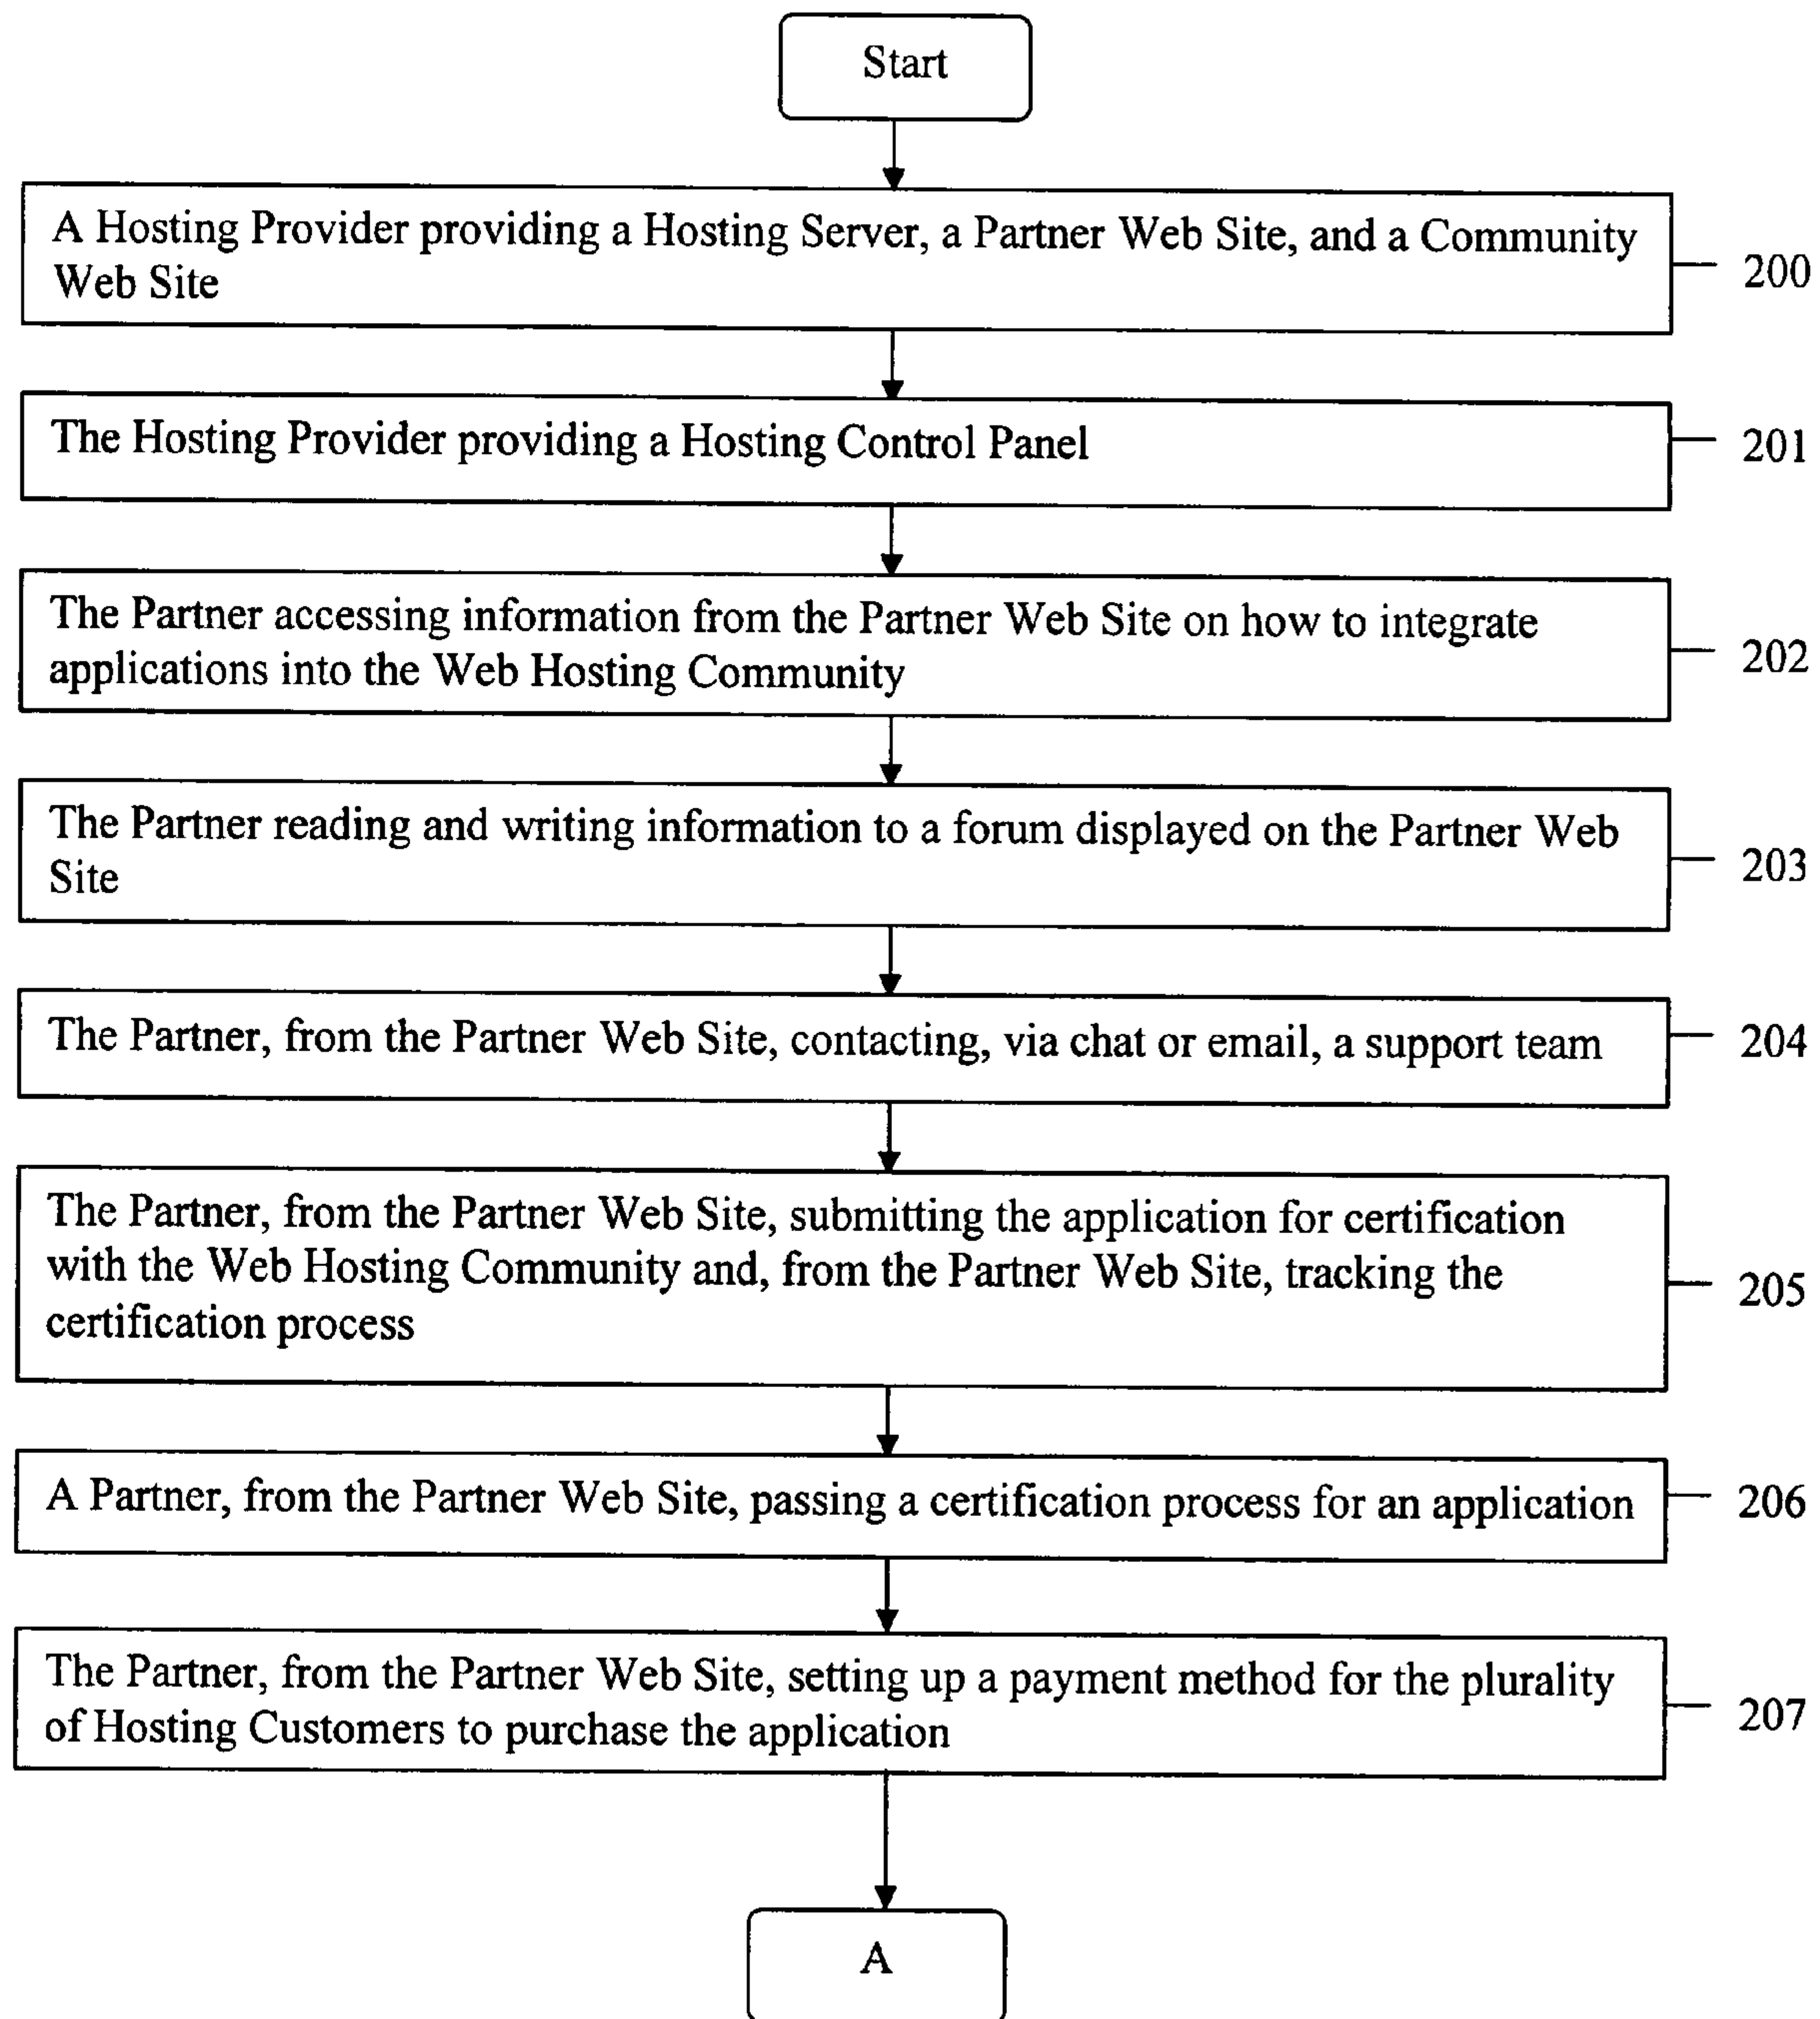 Start
A Hosting Provider providing a Hosting Server, a Partner Web Site, and a Community
Web Site
200
The Hosting Provider providing a Hosting Control Panel
201
The Partner accessing information from the Partner Web Site on how to integrate
applications into the Web Hosting Community
202
The Partner reading and writing information to a forum displayed on the Partner Web
Site
203
The Partner, from the Partner Web Site, contacting, via chat or email, a support team
204
The Partner, from the Partner Web Site, submitting the application for certification
with the Web Hosting Community and, from the Partner Web Site, tracking the
certification process
205
A Partner, from the Partner Web Site, passing a certification process for an application
206
The Partner, from the Partner Web Site, setting up a payment method for the plurality
of Hosting Customers to purchase the application
207
A